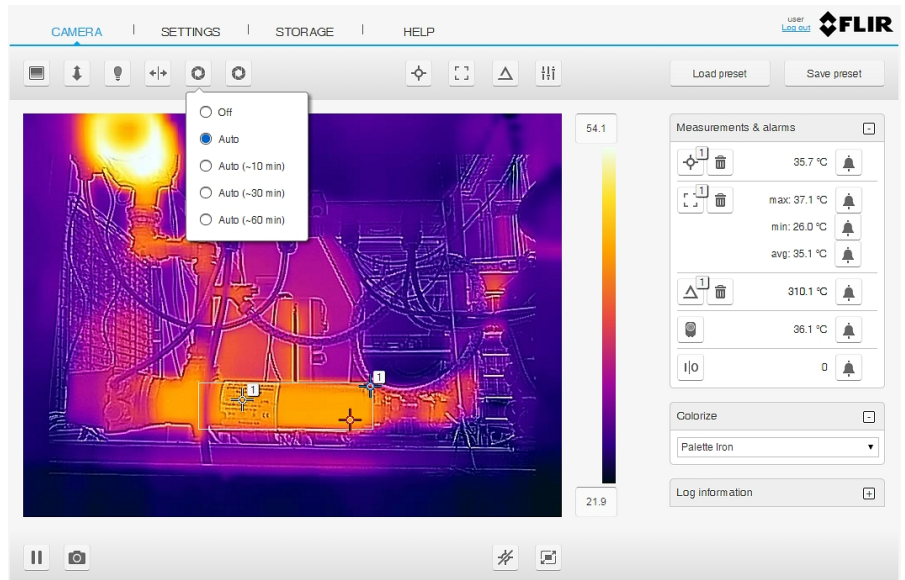 CAMERA | SETTINGS | STORAGE | HELP
user
Log out
FLIR
Load preset
Save preset
Off
Auto
Auto (~10 min)
Auto (~30 min)
Auto (~60 min)
54.1
21.9
1
1
Measurements & alarms
-
1
35.7 °C
1
max: 37.1 °C
min: 26.0 °C
avg: 35.1 °C
1
310.1 °C
36.1 °C
I|O
0
Colorize
-
Palette Iron
Log information
+